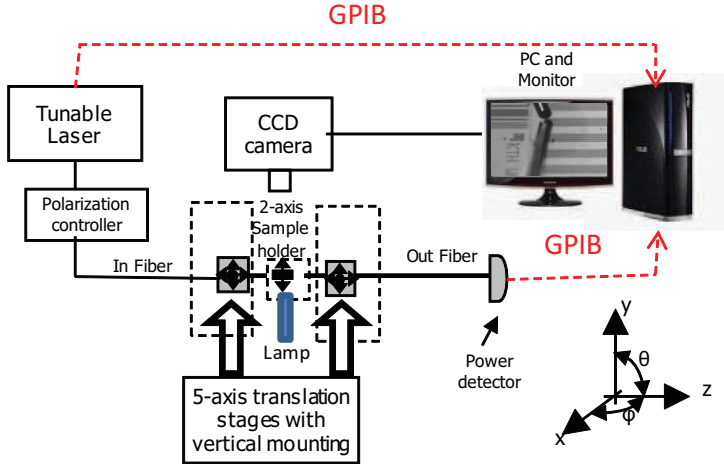 GPIB
PC and
Monitor
Tunable
Laser
CCD
camera
Polarization
controller
2-axis
Sample
holder
In Fiber
Out Fiber
GPIB
Lamp
Power
detector
5-axis translation
stages with
vertical mounting
y
θ
z
φ
x